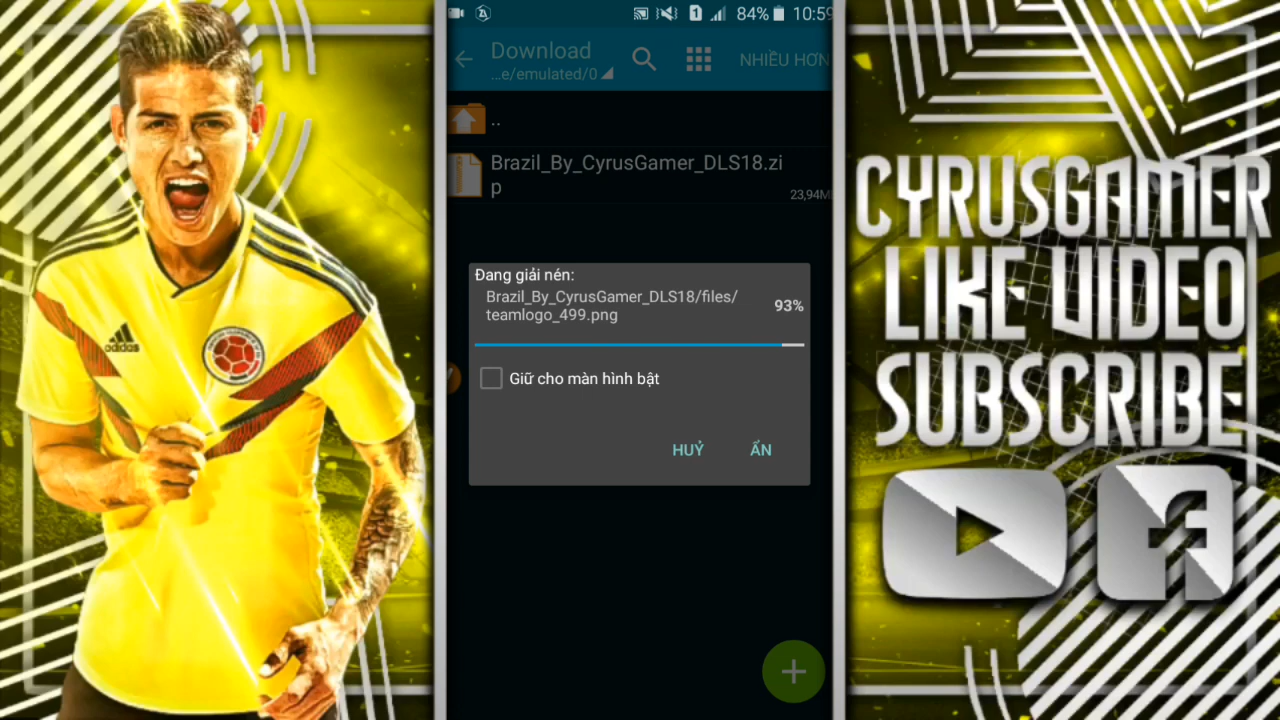 1
84%
10:59
Download
...e/emulated/0
NHIỀU HƠN
..
Brazil_By_CyrusGamer_DLS18.zi
p
23,94M
Đang giải nén:
Brazil_By_CyrusGamer_DLS18/files/
teamlogo_499.png
93%
Giữ cho màn hình bật
HUỶ
ẨN
adidas
CYRUSGAMER
LIKE VIDEO
SUBSCRIBE